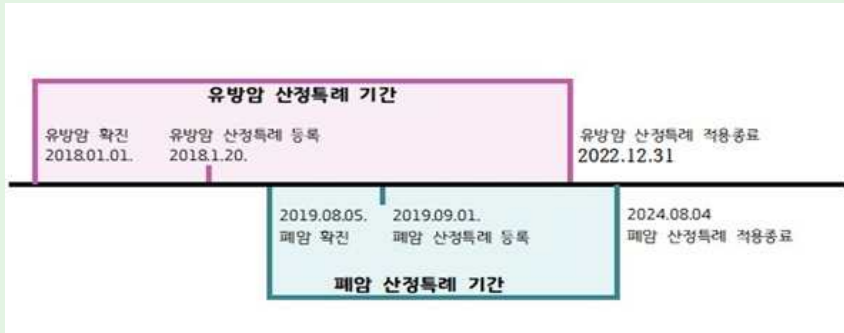 유방암 산정특례 기간
유방암 확진 유방암 산정특례 등록 유방암 산정특례 적용종료
2018.01.01. 2018.1.20. 2022.12.31
2019.08.05. 2019.09.01. 2024.08.04
폐암 확진 폐암 산정특례 등록 폐암 산정특례 적용종료
폐암 산정특례 기간